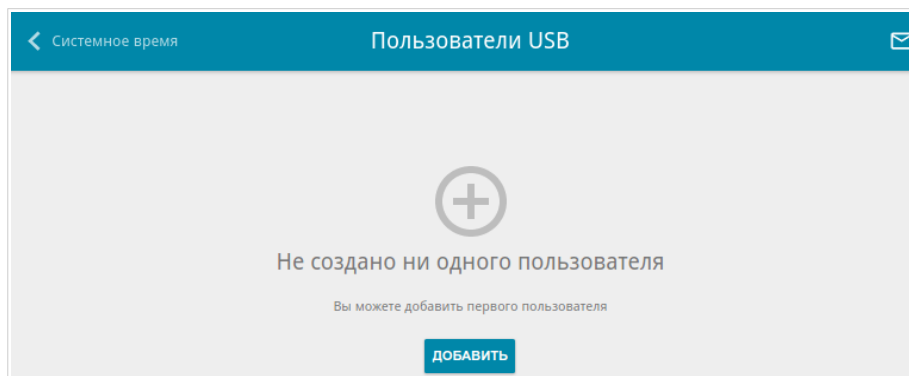 Системное время
Пользователи USB
Не создано ни одного пользователя
Вы можете добавить первого пользователя
ДОБАВИТЬ